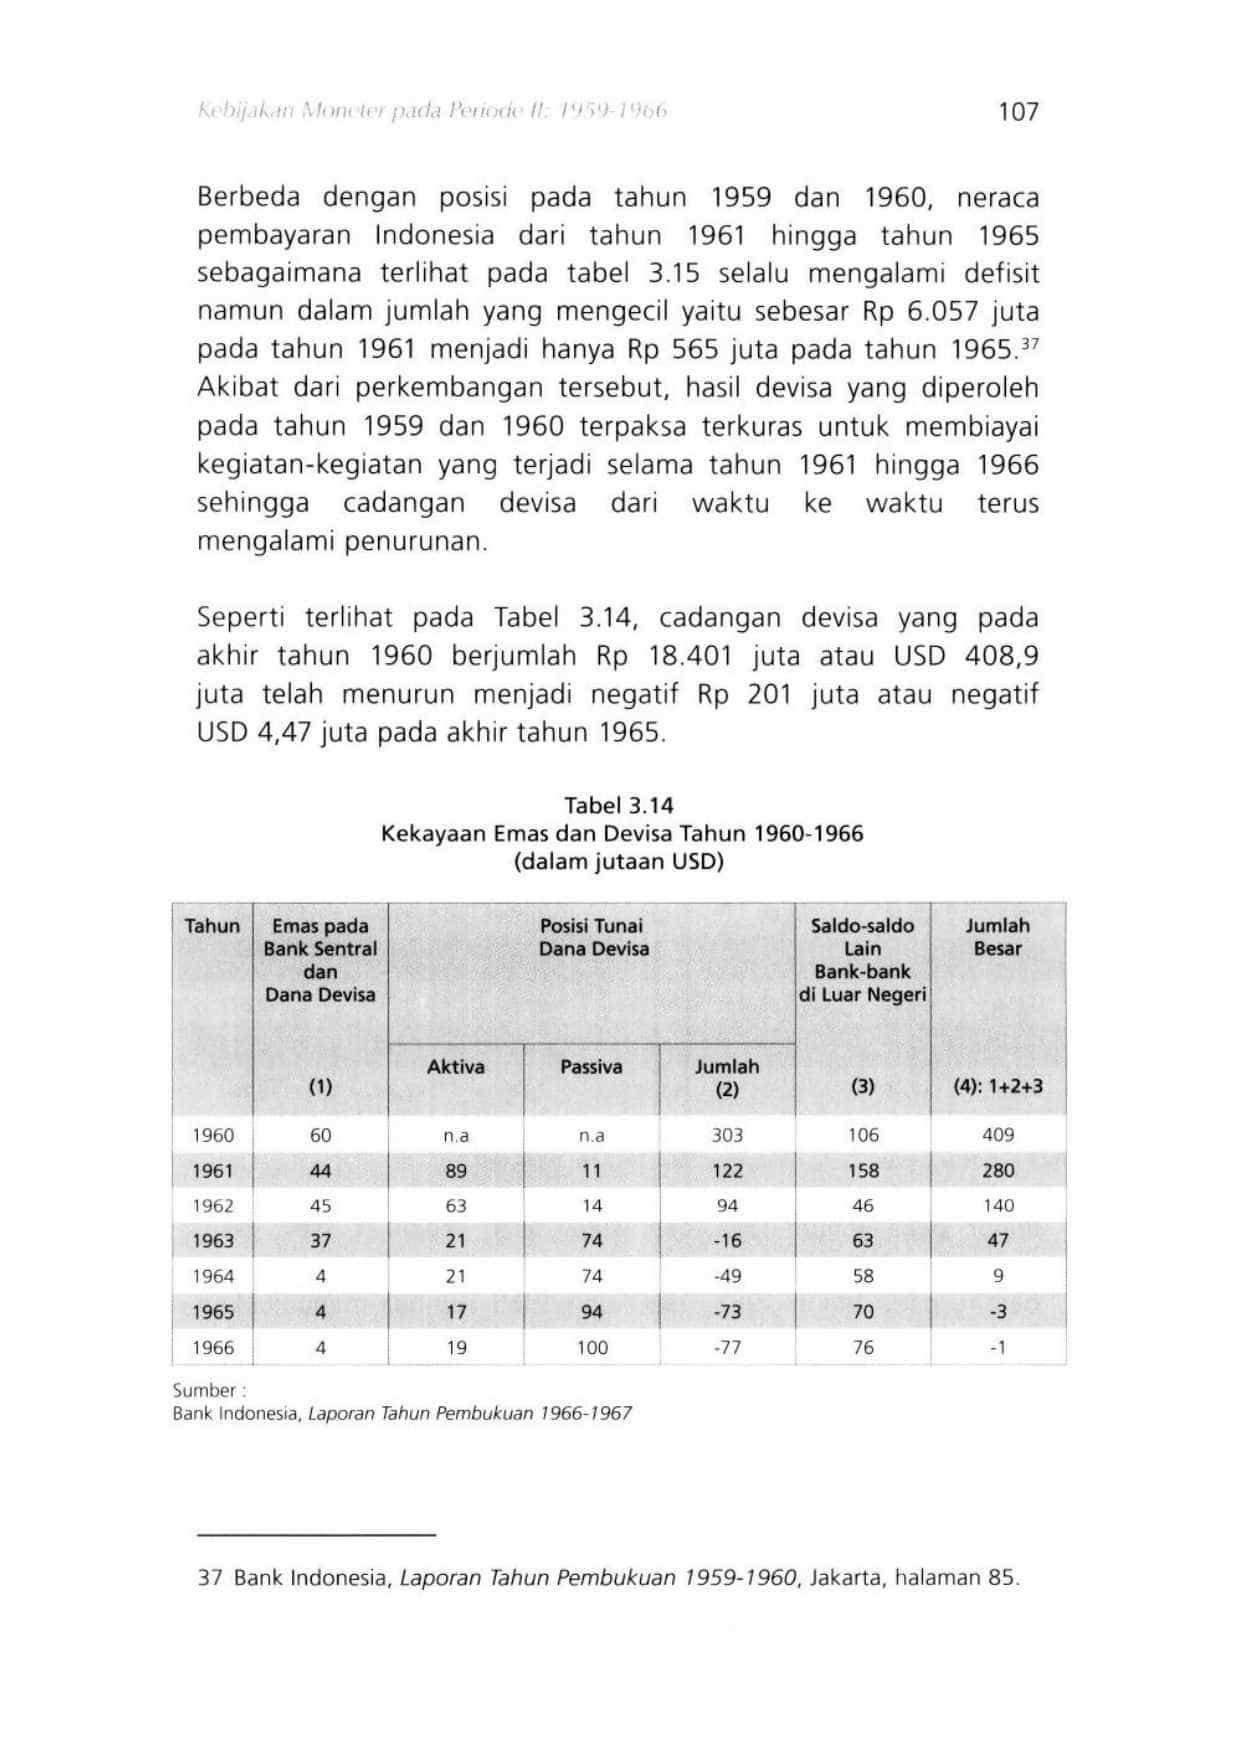 Kebijakan Moneter pada Periode II: 1959-1966 107
Berbeda dengan posisi pada tahun 1959 dan 1960, neraca
pembayaran Indonesia dari tahun 1961 hingga tahun 1965
sebagaimana terlihat pada tabel 3.15 selalu mengalami defisit
namun dalam jumlah yang mengecil yaitu sebesar Rp 6.057 juta
pada tahun 1961 menjadi hanya Rp 565 juta pada tahun 1965.37
Akibat dari perkembangan tersebut, hasil devisa yang diperoleh
pada tahun 1959 dan 1960 terpaksa terkuras untuk membiayai
kegiatan-kegiatan yang terjadi selama tahun 1961 hingga 1966
sehingga cadangan devisa dari waktu ke waktu terus
mengalami penurunan.
Seperti terlihat pada Tabel 3.14, cadangan devisa yang pada
akhir tahun 1960 berjumlah Rp 18.401 juta atau USD 408,9
juta telah menurun menjadi negatif Rp 201 juta atau negatif
USD 4,47 juta pada akhir tahun 1965.
Tabel 3.14
Kekayaan Emas dan Devisa Tahun 1960-1966
(dalam jutaan USD)
Tahun Emas pada Posisi Tunai Saldo-saldo Jumlah
Bank Sentral Dana Devisa Lain Besar
dan Bank-bank
Dana Devisa di Luar Negeri
Aktiva Passiva Jumlah
(1) (2) (3) (4): 1+2+3
1960 60 n.a n.a 303 106 409
1961 44 89 11 122 158 280
1962 45 63 14 94 46 140
1963 37 21 74 -16 63 47
1964 4 21 74 -49 58 9
1965 4 17 94 -73 70 -3
1966 4 19 100 -77 76 -1
Sumber :
Bank Indonesia, Laporan Tahun Pembukuan 1966-1967
37 Bank Indonesia, Laporan Tahun Pembukuan 1959-1960, Jakarta, halaman 85.